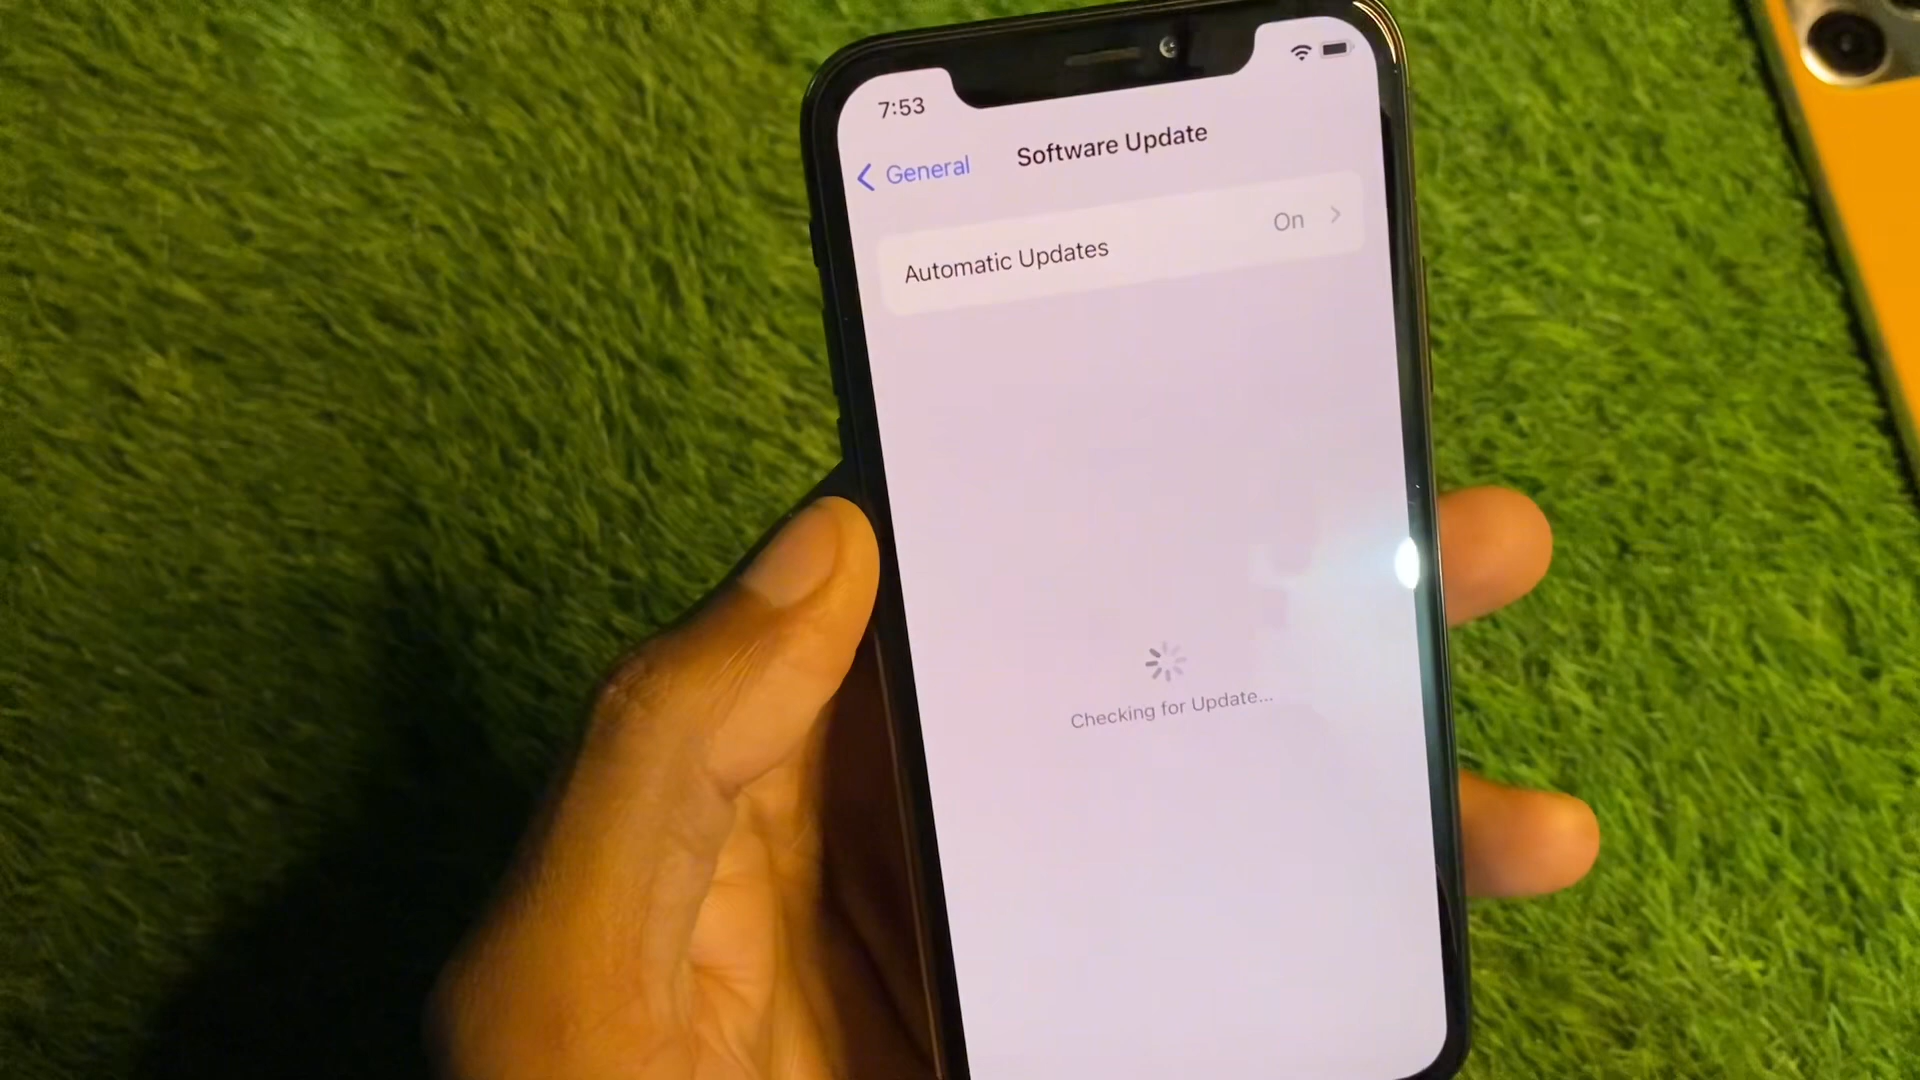 7:53
General
Software Update
Automatic Updates
On
Checking for Update...